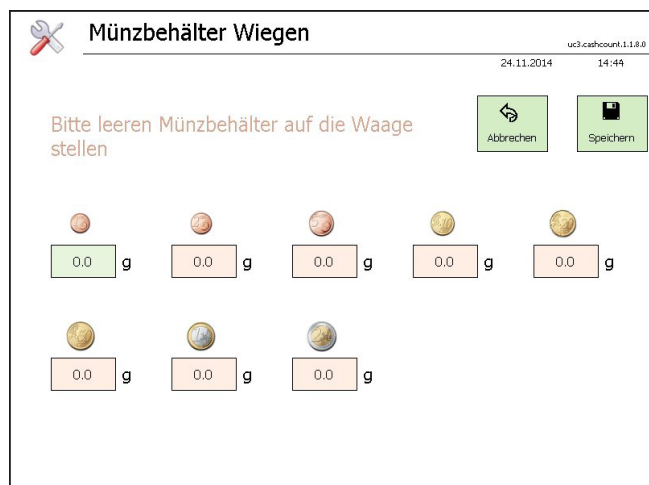 Münzbehälter Wiegen
uc3.cashcount.1.1.8.0
24.11.2014 14:44
Bitte leeren Münzbehälter auf die Waage
stellen
Abbrechen Speichern
0.0 g 0.0 g 0.0 g 0.0 g 0.0 g
0.0 g 0.0 g 0.0 g